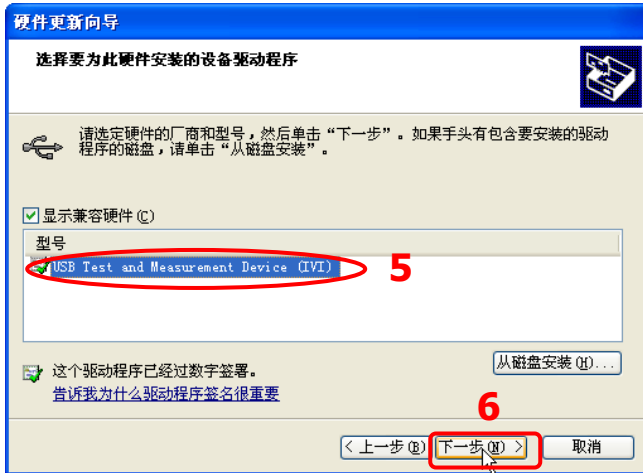 硬件更新向导
选择要为此硬件安装的设备驱动程序
请选定硬件的厂商和型号，然后单击“下一步”。如果手头有包含要安装的驱动
程序的磁盘，请单击“从磁盘安装”。
显示兼容硬件(C)
型号
USB Test and Measurement Device (IVI)
5
这个驱动程序已经过数字签署。
从磁盘安装(H)...
告诉我为什么驱动程序签名很重要
6
< 上一步(B)
下一步(N) >
取消